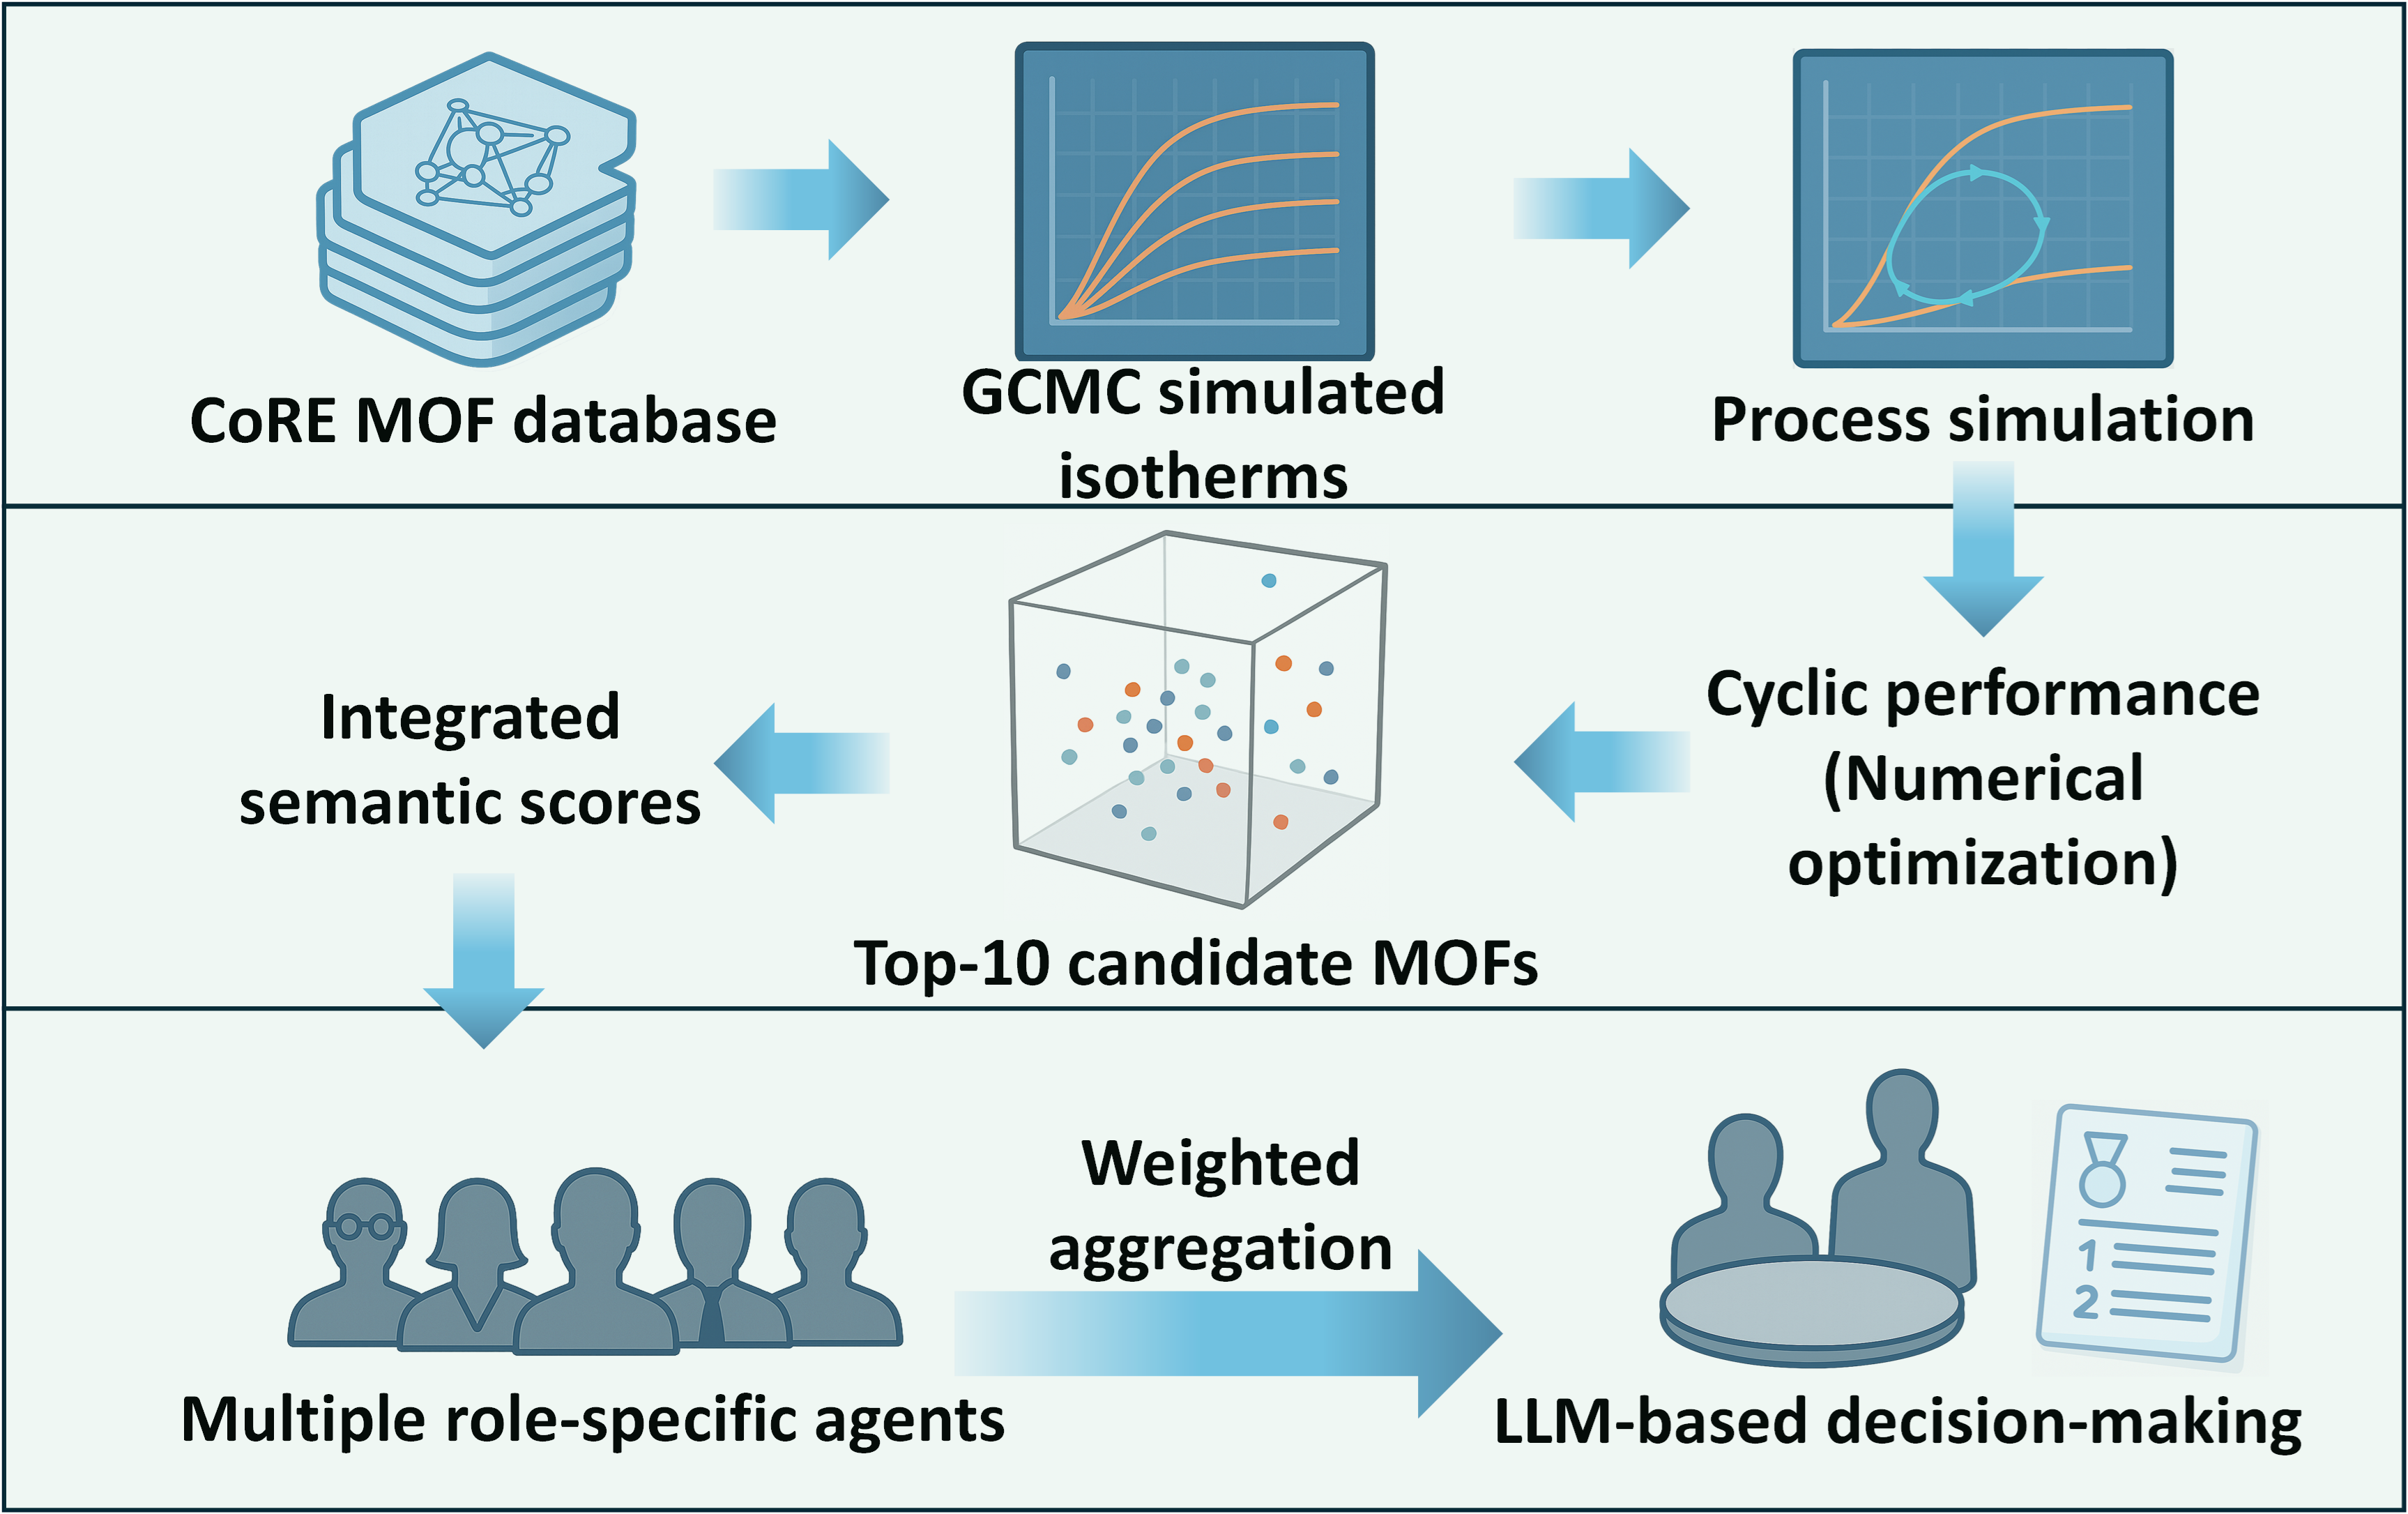 CoRE MOF database
GCMC simulated
isotherms
Process simulation
Cyclic performance
(Numerical
optimization)
Top-10 candidate MOFs
Integrated
semantic scores
Multiple role-specific agents
Weighted
aggregation
1
2
LLM-based decision-making